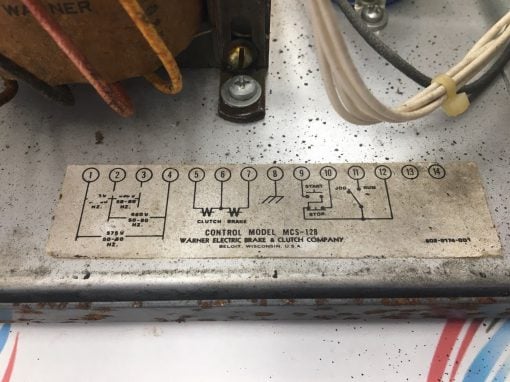 WARNER
1 2 3 4 5 6 7 8 9 10 11 12 13 14
START JOG RUN
HZ. 50-60
HZ.
460V
50-60
HZ.
STOP
CLUTCH BRAKE
575V
50-60
HZ.
CONTROL MODEL MCS-128
WARNER ELECTRIC BRAKE & CLUTCH COMPANY
BELOIT, WISCONSIN, U.S.A.